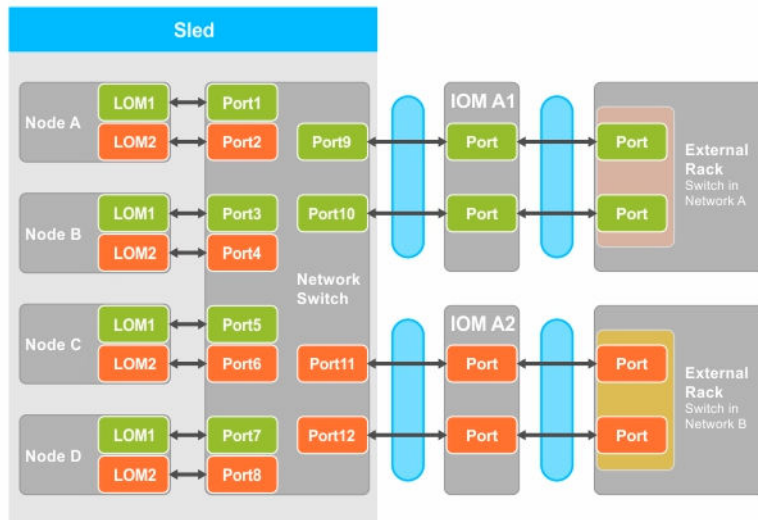 Sled
Node A
LOM1
Port1
LOM2
Port2
Node B
LOM1
Port3
LOM2
Port4
Node C
LOM1
Port5
LOM2
Port6
Node D
LOM1
Port7
LOM2
Port8
Network
Switch
Port9
Port10
Port11
Port12
IOM A1
Port
Port
Port
Port
External
Rack
Switch in
Network A
IOM A2
Port
Port
Port
Port
External
Rack
Switch in
Network B